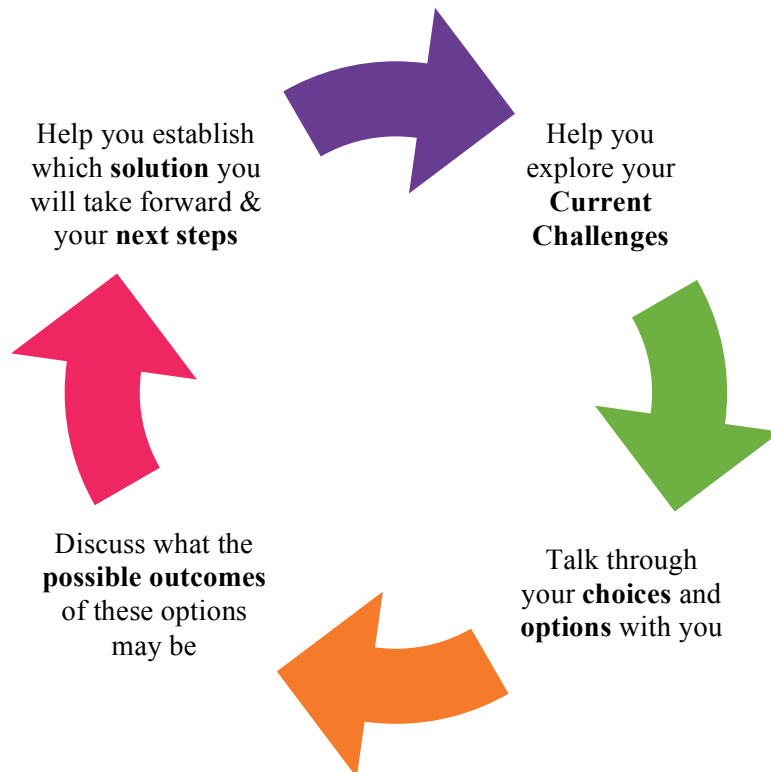 Help you establish
which solution you
will take forward &
your next steps
Help you
explore your
Current
Challenges
Talk through
your choices and
options with you
Discuss what the
possible outcomes
of these options
may be